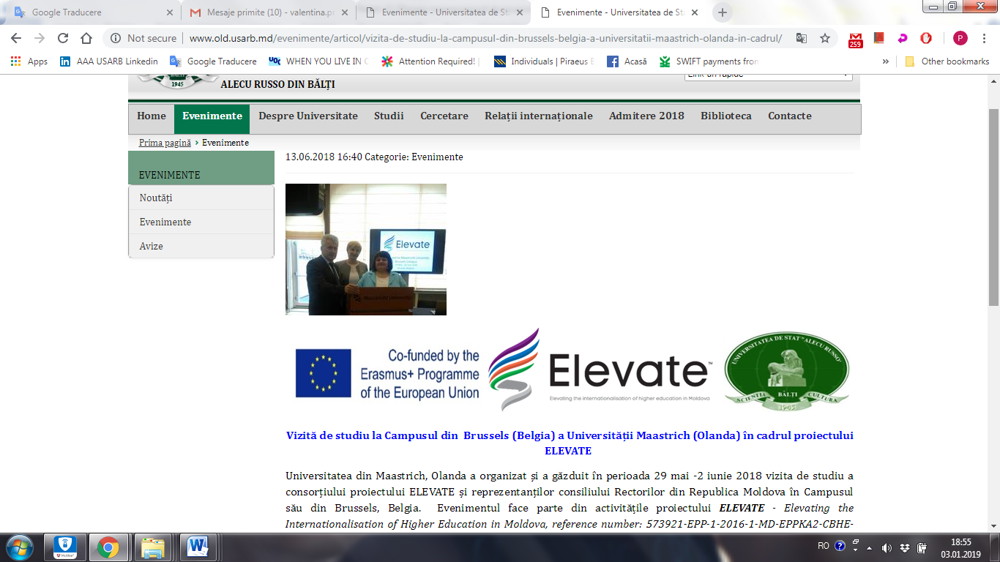 Google Traducere
Mesaje primite (10) - valentina.p
Evenimente - Universitatea de Sta
Evenimente - Universitatea de Sta
Not secure
www.old.usarb.md/evenimente/articol/vizita-de-studiu-la-campusul-din-brussels-belgia-a-universitatii-maastrich-olanda-in-cadrul/
259
P
Apps
AAA USARB Linkedin
Google Traducere
WHEN YOU LIVE IN
Attention Required! |
Individuals | Piraeus
Acasă
SWIFT payments from
»
Other bookmarks
BĂLȚI
1945
ALECU RUSSO DIN BĂLȚI
Link-uri rapide
Home
Evenimente
Despre Universitate
Studii
Cercetare
Relații internaționale
Admitere 2018
Biblioteca
Contacte
Prima pagină › Evenimente
EVENIMENTE
Noutăți
Evenimente
Avize
13.06.2018 16:40 Categorie: Evenimente
Elevate
Maastricht University
Co-funded by the
Erasmus+ Programme
of the European Union
Elevate™
Elevating the internationalisation of higher education in Moldova
UNIVERSITATEA DE STAT "ALECU RUSSO"
SCIENTIA BĂLȚI CULTURA
1945
Vizită de studiu la Campusul din Brussels (Belgia) a Universității Maastrich (Olanda) în cadrul proiectului
ELEVATE
Universitatea din Maastrich, Olanda a organizat și a găzduit în perioada 29 mai -2 iunie 2018 vizita de studiu a
consorțiului proiectului ELEVATE și reprezentanților consiliului Rectorilor din Republica Moldova în Campusul
său din Brussels, Belgia. Evenimentul face parte din activitățile proiectului ELEVATE - Elevating the
Internationalisation of Higher Education in Moldova, reference number: 573921-EPP-1-2016-1-MD-EPPKA2-CBHE-
McAfee
RO
18:55
03.01.2019